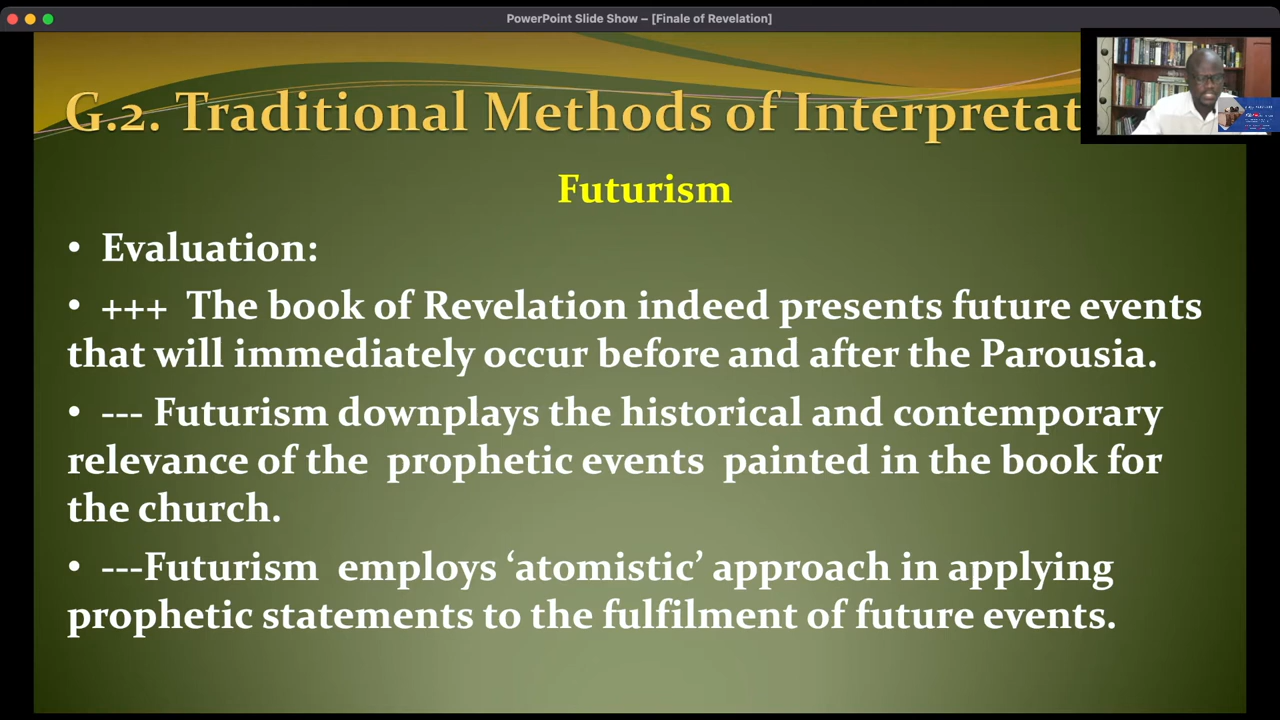 PowerPoint Slide Show – [Finale of Revelation]
G.2. Traditional Methods of Interpretat
Futurism
• Evaluation:
• +++ The book of Revelation indeed presents future events
that will immediately occur before and after the Parousia.
• --- Futurism downplays the historical and contemporary
relevance of the prophetic events painted in the book for
the church.
• ---Futurism employs ‘atomistic’ approach in applying
prophetic statements to the fulfilment of future events.